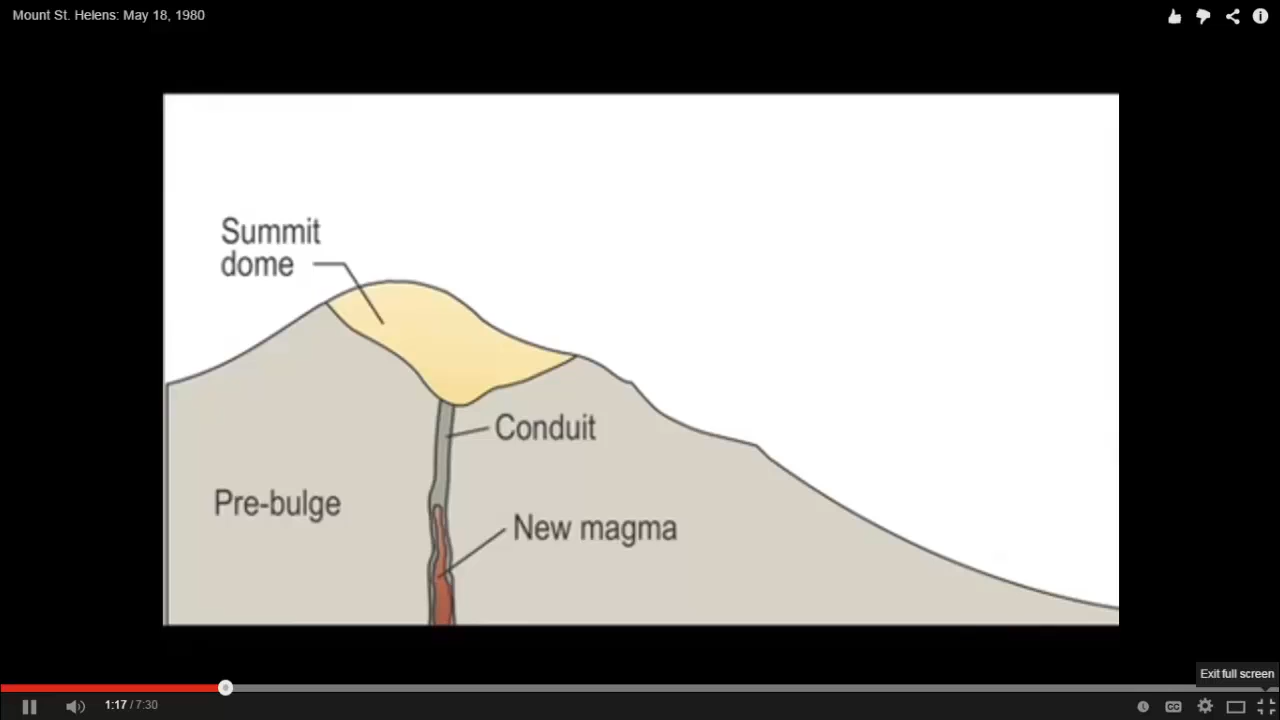 Mount St. Helens: May 18, 1980
Summit
dome
Conduit
Pre-bulge
New magma
Exit full screen
1:17 / 7:30
CC